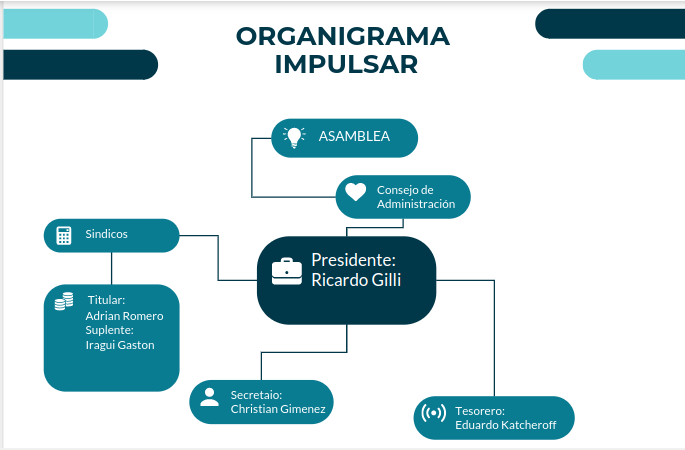 ORGANIGRAMA
IMPULSAR
ASAMBLEA
Consejo de
Administración
Sindicos
Presidente:
Ricardo Gilli
Titular:
Adrian Romero
Suplente:
Iragui Gaston
Secretaio:
Christian Gimenez
Tesorero:
Eduardo Katcheroff